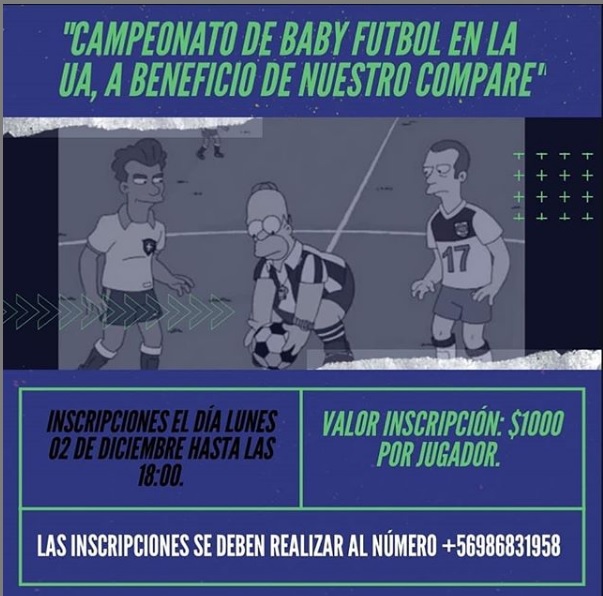 "CAMPEONATO DE BABY FUTBOL EN LA
UA, A BENEFICIO DE NUESTRO COMPARE"
17
INSCRIPCIONES EL DÍA LUNES
02 DE DICIEMBRE HASTA LAS
18:00.
VALOR INSCRIPCIÓN: $1000
POR JUGADOR.
LAS INSCRIPCIONES SE DEBEN REALIZAR AL NÚMERO +56986831958